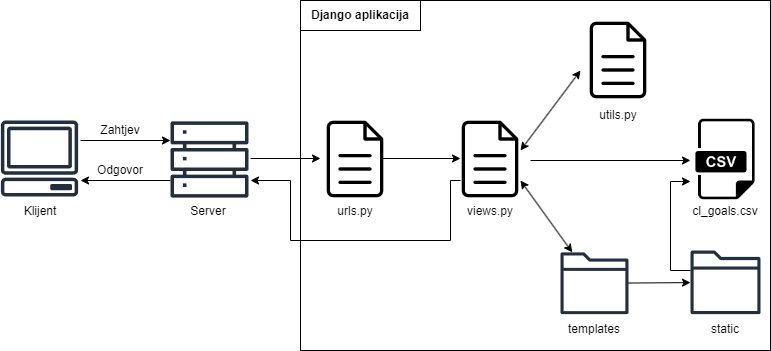 Django aplikacija
utils.py
Zahtjev
Odgovor
CSV
Klijent
Server
urls.py
views.py
cl_goals.csv
templates
static